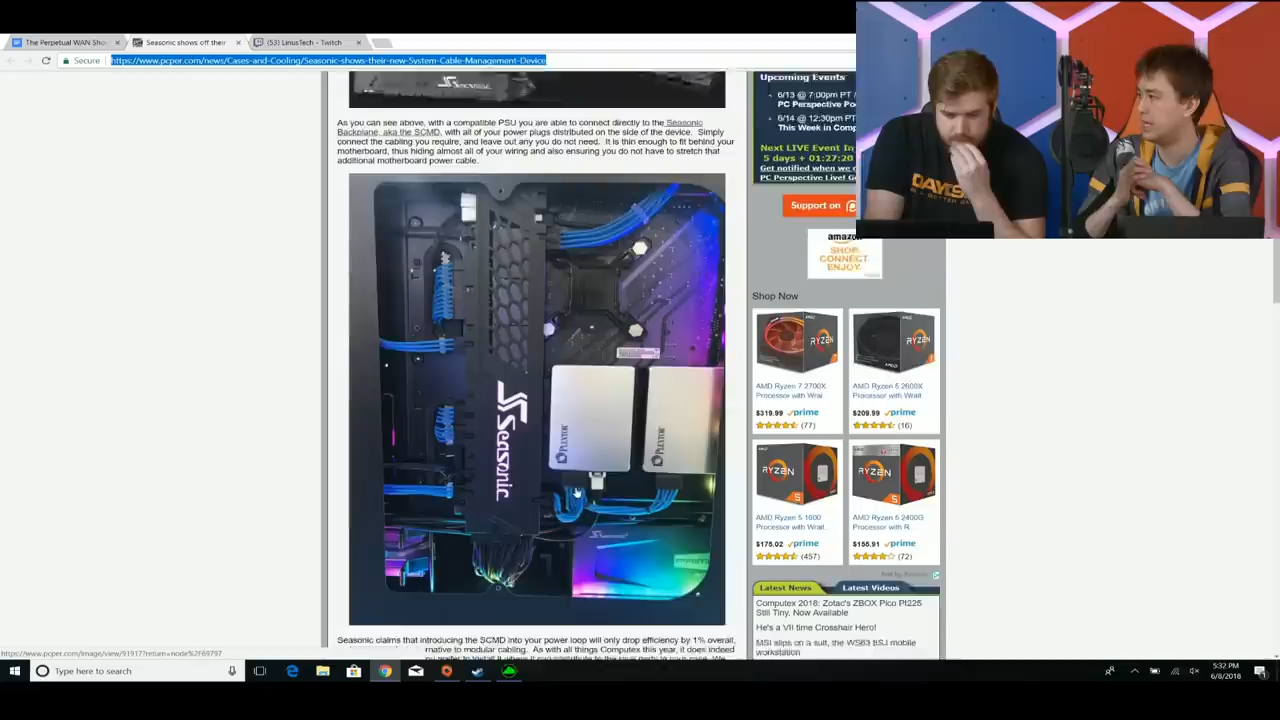 The Perpetual WAN Sho
Seasonic shows off their
(53) LinusTech - Twitch
Secure
https://www.pcper.com/news/Cases-and-Cooling/Seasonic-shows-their-new-System-Cable-Management-Device
As you can see above, with a compatible PSU you are able to connect directly to the Seasonic
Backplane, aka the SCMD, with all of your power plugs distributed on the side of the device. Simply
connect the cabling you require, and leave out any you do not need. It is thin enough to fit behind your
motherboard, thus hiding almost all of your wiring and also ensuring you do not have to stretch that
additional motherboard power cable.
Seasonic
PLEXTOR
PLEXTOR
Seasonic claims that introducing the SCMD into your power loop will only drop efficiency by 1% overall,
rnative to modular cabling. As with all things Computex this year, it does indeed
https://www.pcper.com/image/view/91917?return=node%2F69797
Upcoming Events
6/13 @ 7:00pm PT /
PC Perspective Po
6/14 @ 12:30pm PT /
This Week in Comp
Next LIVE Event In
5 days + 01:27:20
Get notified when
PC Perspective Live! Ge
Support on
amazon
SHOP.
CONNECT
ENJOY.
Shop Now
AMD Ryzen 7 2700X
Processor with Wrai
$319.99 prime
(77)
AMD Ryzen 5 2600X
Processor with Wrait
$209.99 prime
(16)
RYZEN
5
AMD Ryzen 5 1600
Processor with Wrait
$175.02 prime
(457)
RYZEN
5
AMD Ryzen 5 2400G
Processor with R
$155.91 prime
(72)
Latest News
Latest Videos
Computex 2018: Zotac's ZBOX Pico PI225
Still Tiny, Now Available
He's a VII time Crosshair Hero!
MSI slips on a suit, the WS63 8SJ mobile
workstation
Type here to search
5:32 PM
6/8/2018